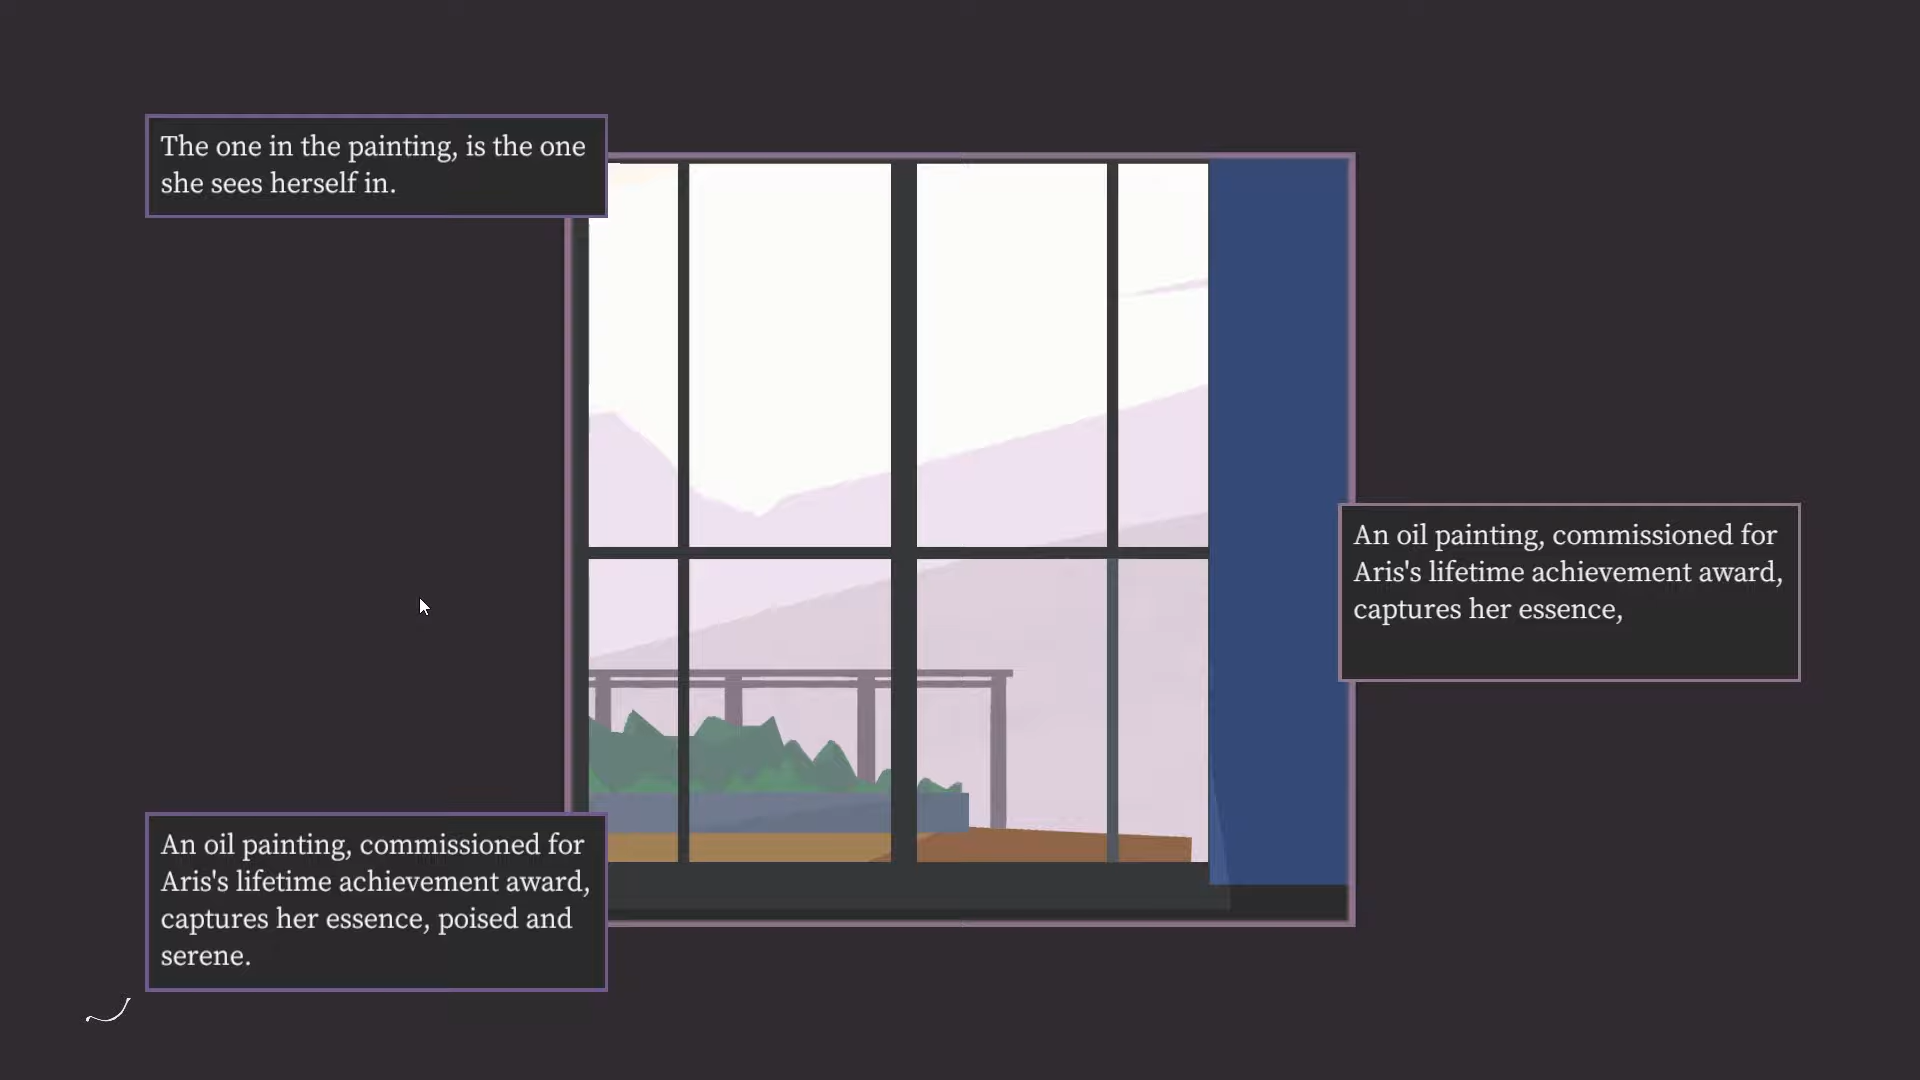 The one in the painting, is the one
she sees herself in.
An oil painting, commissioned for
Aris's lifetime achievement award,
captures her essence,
An oil painting, commissioned for
Aris's lifetime achievement award,
captures her essence, poised and
serene.